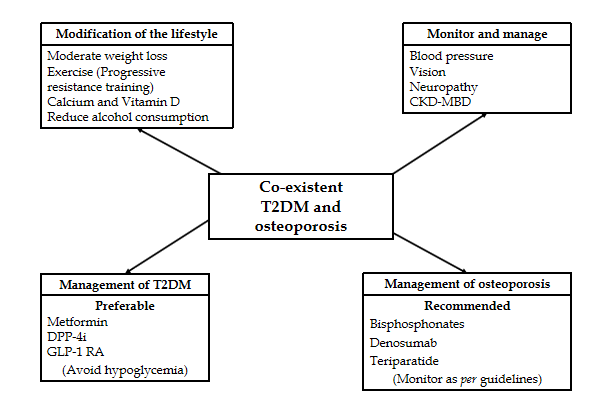 Modification of the lifestyle
Moderate weight loss
Exercise (Progressive
resistance training)
Calcium and Vitamin D
Reduce alcohol consumption
Monitor and manage
Blood pressure
Vision
Neuropathy
CKD-MBD
Co-existent
T2DM and
osteoporosis
Management of T2DM
Preferable
Metformin
DPP-4i
GLP-1 RA
(Avoid hypoglycemia)
Management of osteoporosis
Recommended
Bisphosphonates
Denosumab
Teriparatide
(Monitor as per guidelines)